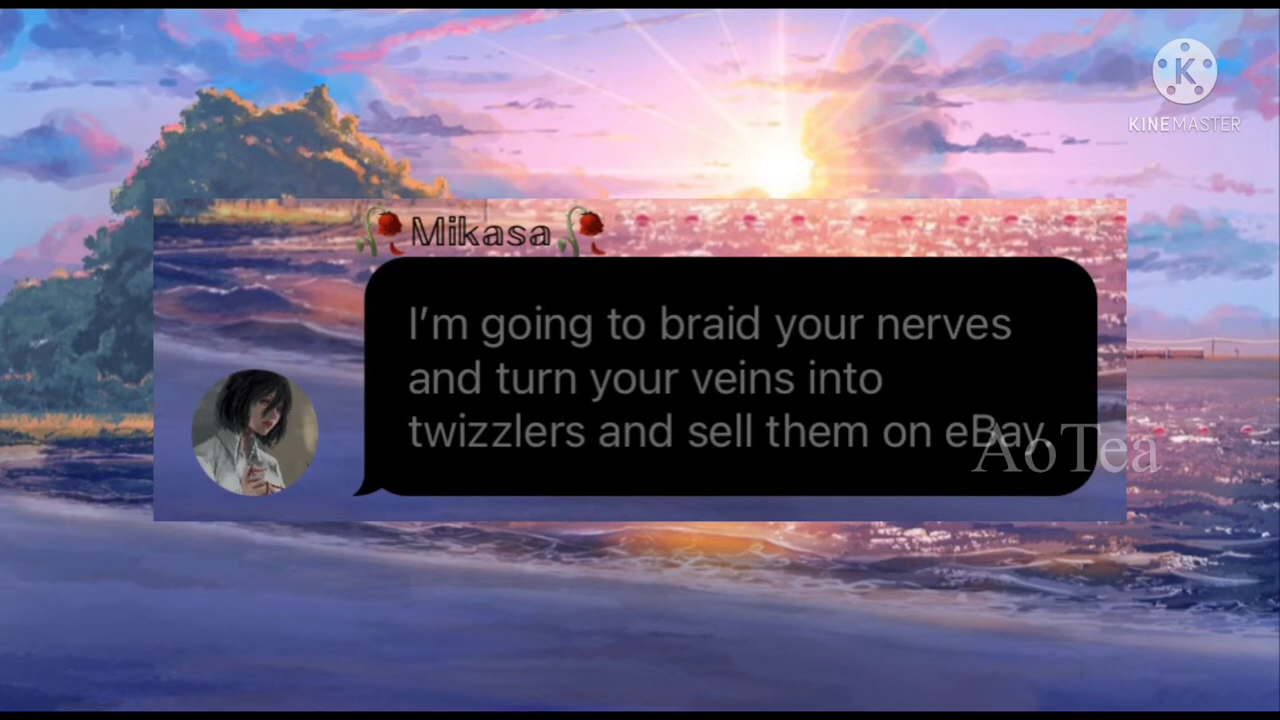 K
KINEMASTER
🥀Mikasa🥀
I'm going to braid your nerves
and turn your veins into
twizzlers and sell them on eBay
AoTea